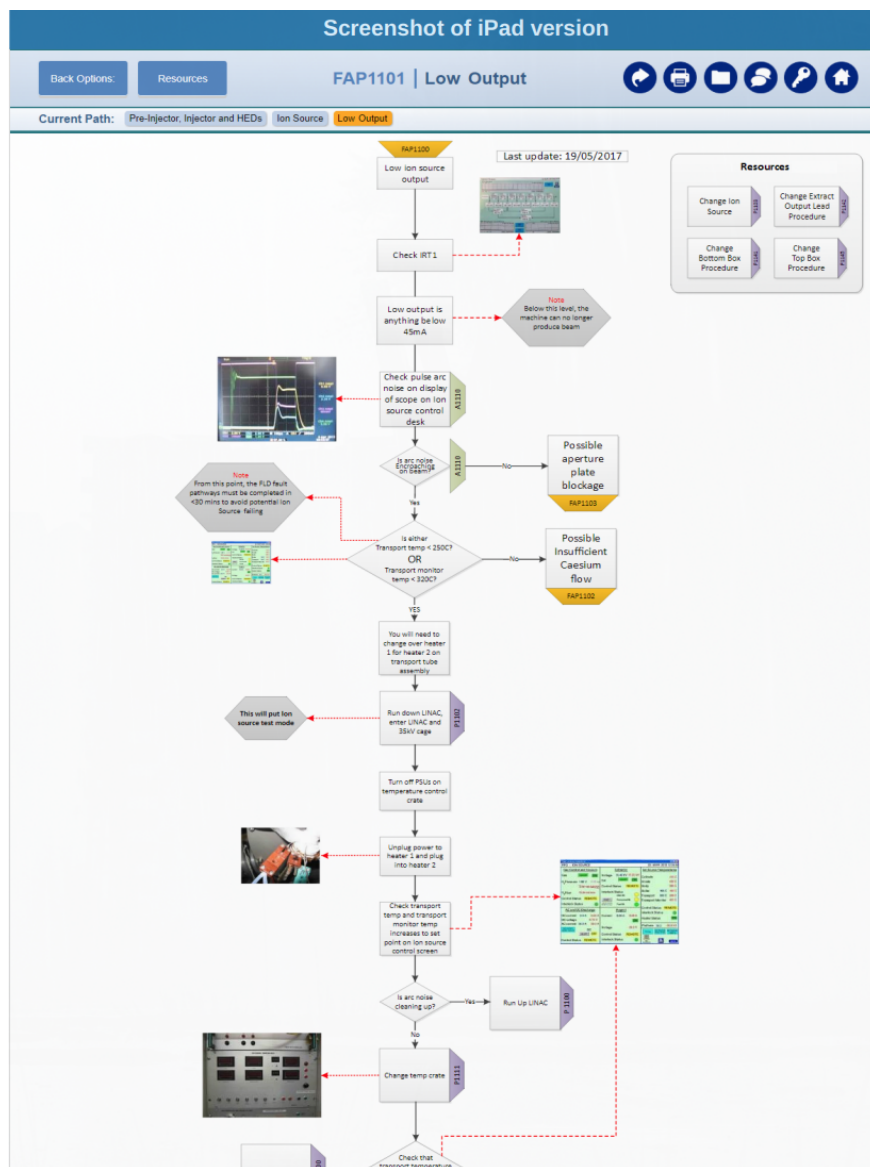 Screenshot of iPad version
Back Options:
Resources
FAP1101 | Low Output
Current Path:
Pre-Injector, Injector and HEDs
Ion Source
Low Output
FAP1100
Low ion source
output
Last update: 19/05/2017
Resources
Change Ion
Source
Change Extract
Output Lead
Procedure
Change
Bottom Box
Procedure
Change
Top Box
Procedure
Check IRT1
Low output is
anything below
45mA
Note
Below this level, the
machine can no longer
produce beam
Check pulse arc
noise on display
of scope on Ion
source control
desk
A1110
Is arc noise
Encroaching
on beam?
A1110
No
Possible
aperture
plate
blockage
FAP1103
Yes
Note
From this point, the FLD fault
pathways must be completed in
<30 mins to avoid potential Ion
Source failing
Is either
Transport temp < 250C?
OR
Transport monitor
temp < 320C?
No
Possible
Insufficient
Caesium
flow
FAP1102
YES
You will need to
change over heater
1 for heater 2 on
transport tube
assembly
This will put Ion
source test mode
Run down LINAC,
enter LINAC and
35kV cage
P1102
Turn off PSUs on
temperature control
crate
Unplug power to
heater 1 and plug
into heater 2
Check transport
temp and transport
monitor temp
increases to set
point on Ion source
control screen
Is arc noise
cleaning up?
Yes
Run Up LINAC
P 1100
No
Change temp crate
P1111
Check that
transport temperature